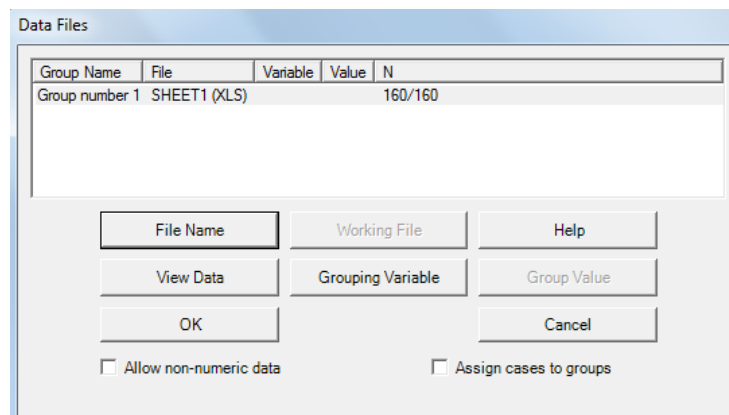 Data Files
Group Name File Variable Value N
Group number 1 SHEET1 (XLS) 160/160
File Name Working File Help
View Data Grouping Variable Group Value
OK Cancel
Allow non-numeric data Assign cases to groups